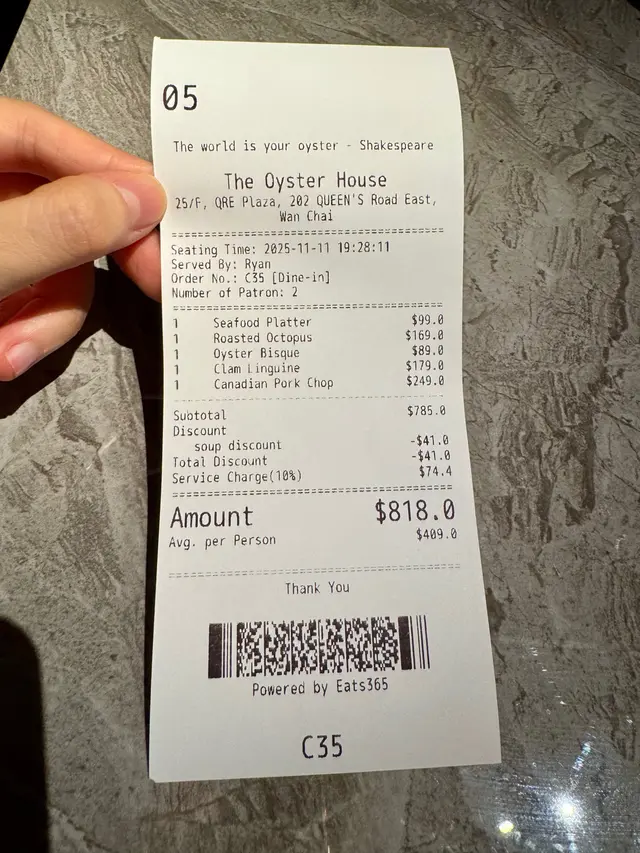 05
The world is your oyster - Shakespeare
The Oyster House
25/F, QRE Plaza, 202 QUEEN'S Road East,
Wan Chai
Seating Time: 2025-11-11 19:28:11
Served By: Ryan
Order No.: C35 [Dine-in]
Number of Patron: 2
1 Seafood Platter $99.0
1 Roasted Octopus $169.0
1 Oyster Bisque $89.0
1 Clam Linguine $179.0
1 Canadian Pork Chop $249.0
Subtotal $785.0
Discount
soup discount -$41.0
Total Discount -$41.0
Service Charge(10%) $74.4
Amount $818.0
Avg. per Person $409.0
Thank You
Powered by Eats365
C35